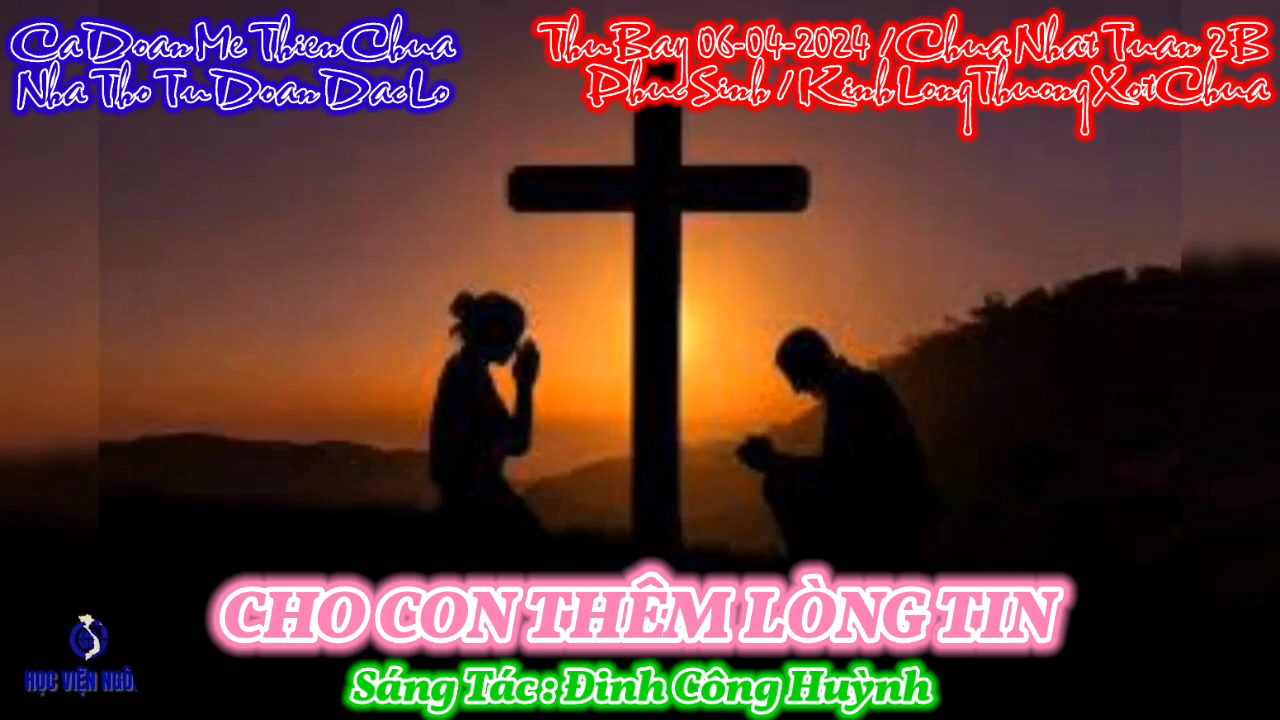 Ca Doan Me Thien Chua
Nha Tho Tu Doan Dac Lo
Thu Bay 06-04-2024 / Chua Nhat Tuan 2B
Phuc Sinh / Kinh Long Thuong Xot Chua
CHO CON THÊM LÒNG TIN
Sáng Tác : Đinh Công Huỳnh
HỌC VIỆN NGÔ.